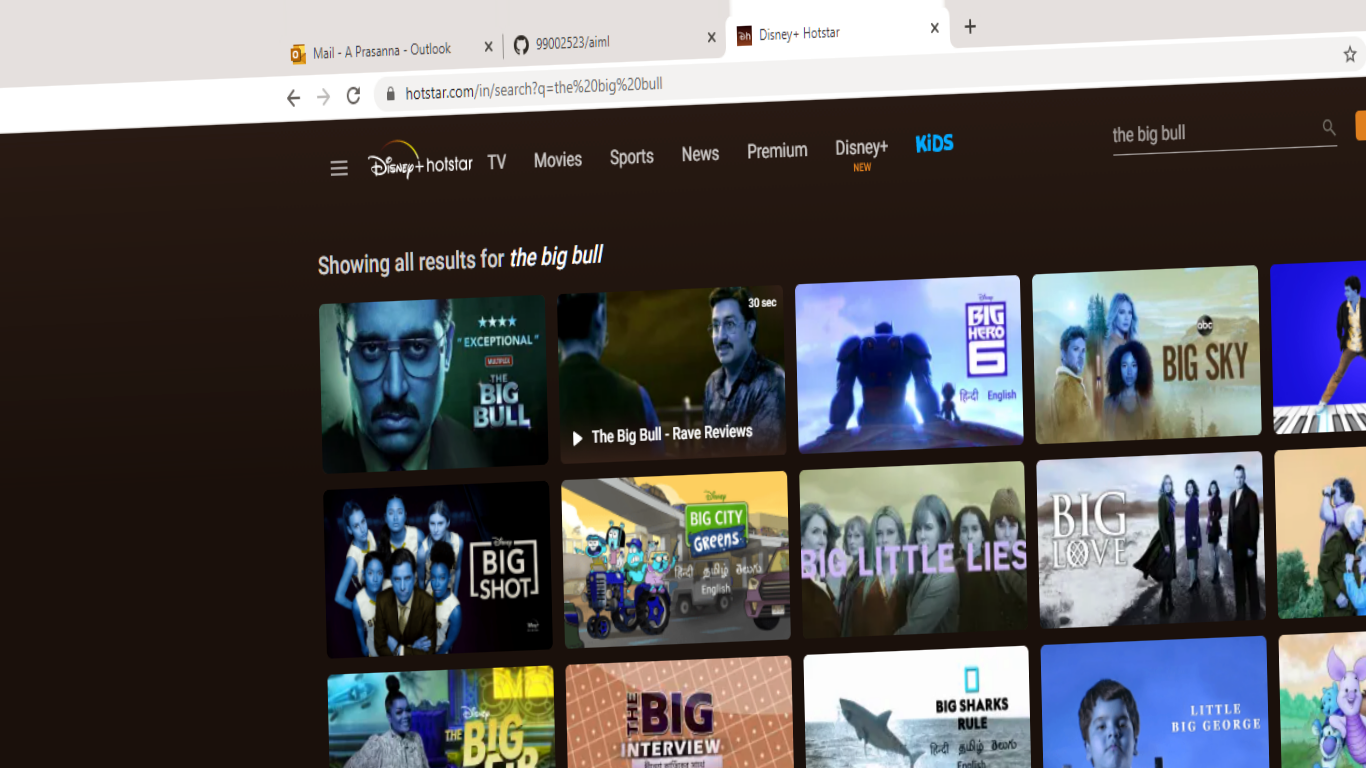 Mail - A Prasanna - Outlook
99002523/aiml
Disney+ Hotstar
hotstar.com/in/search?q=the%20big%20bull
Disney+ hotstar
TV
Movies
Sports
News
Premium
Disney+
NEW
KiDS
the big bull
Showing all results for the big bull
★★★★
"EXCEPTIONAL"
THE
BIG
BULL
30 sec
The Big Bull - Rave Reviews
Disney
BIG
HERO
6
हिन्दी English
abc
BIG SKY
Disney
BIG
SHOT
Disney+
Disney
BIG CITY
GReeNS
हिन्दी தமிழ் తెలుగు
English
BIG LITTLE LIES
BIG
LOVE
Disney
THE
BIG
THE
BIG
INTERVIEW
BIG SHARKS
RULE
हिन्दी தமிழ் తెలుగు
English
LITTLE
BIG GEORGE